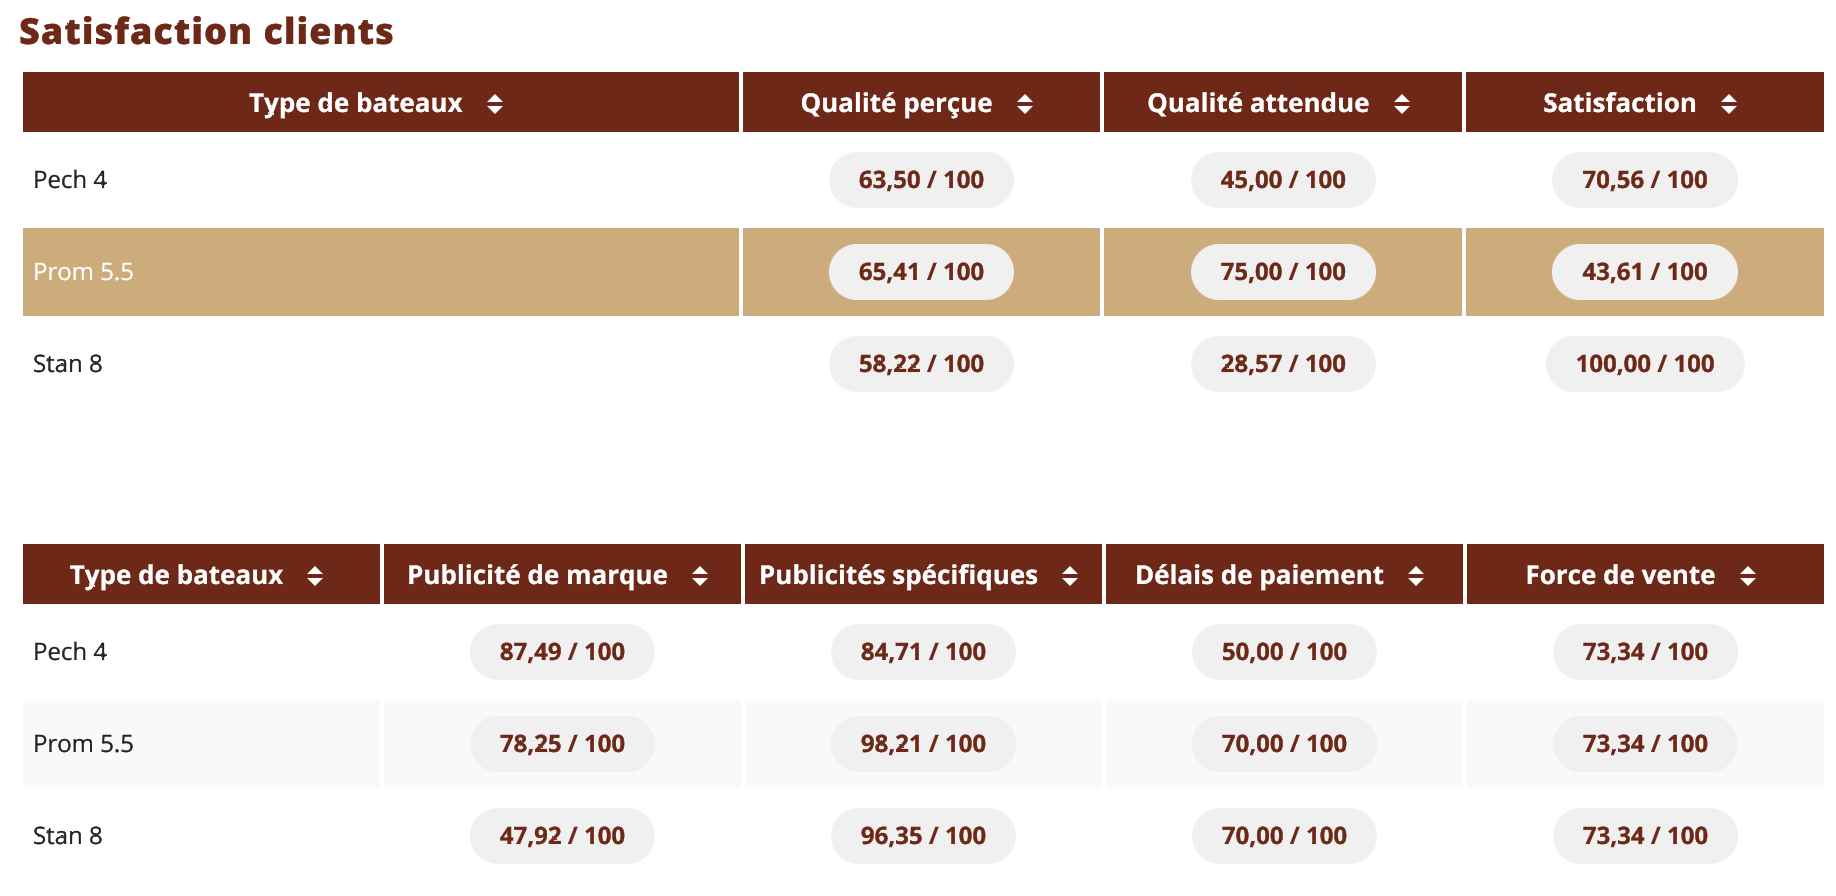 Satisfaction clients
Type de bateaux Qualité perçue Qualité attendue Satisfaction
Pech 4 63,50 / 100 45,00 / 100 70,56 / 100
Prom 5.5 65,41 / 100 75,00 / 100 43,61 / 100
Stan 8 58,22 / 100 28,57 / 100 100,00 / 100
Type de bateaux Publicité de marque Publicités spécifiques Délais de paiement Force de vente
Pech 4 87,49 / 100 84,71 / 100 50,00 / 100 73,34 / 100
Prom 5.5 78,25 / 100 98,21 / 100 70,00 / 100 73,34 / 100
Stan 8 47,92 / 100 96,35 / 100 70,00 / 100 73,34 / 100